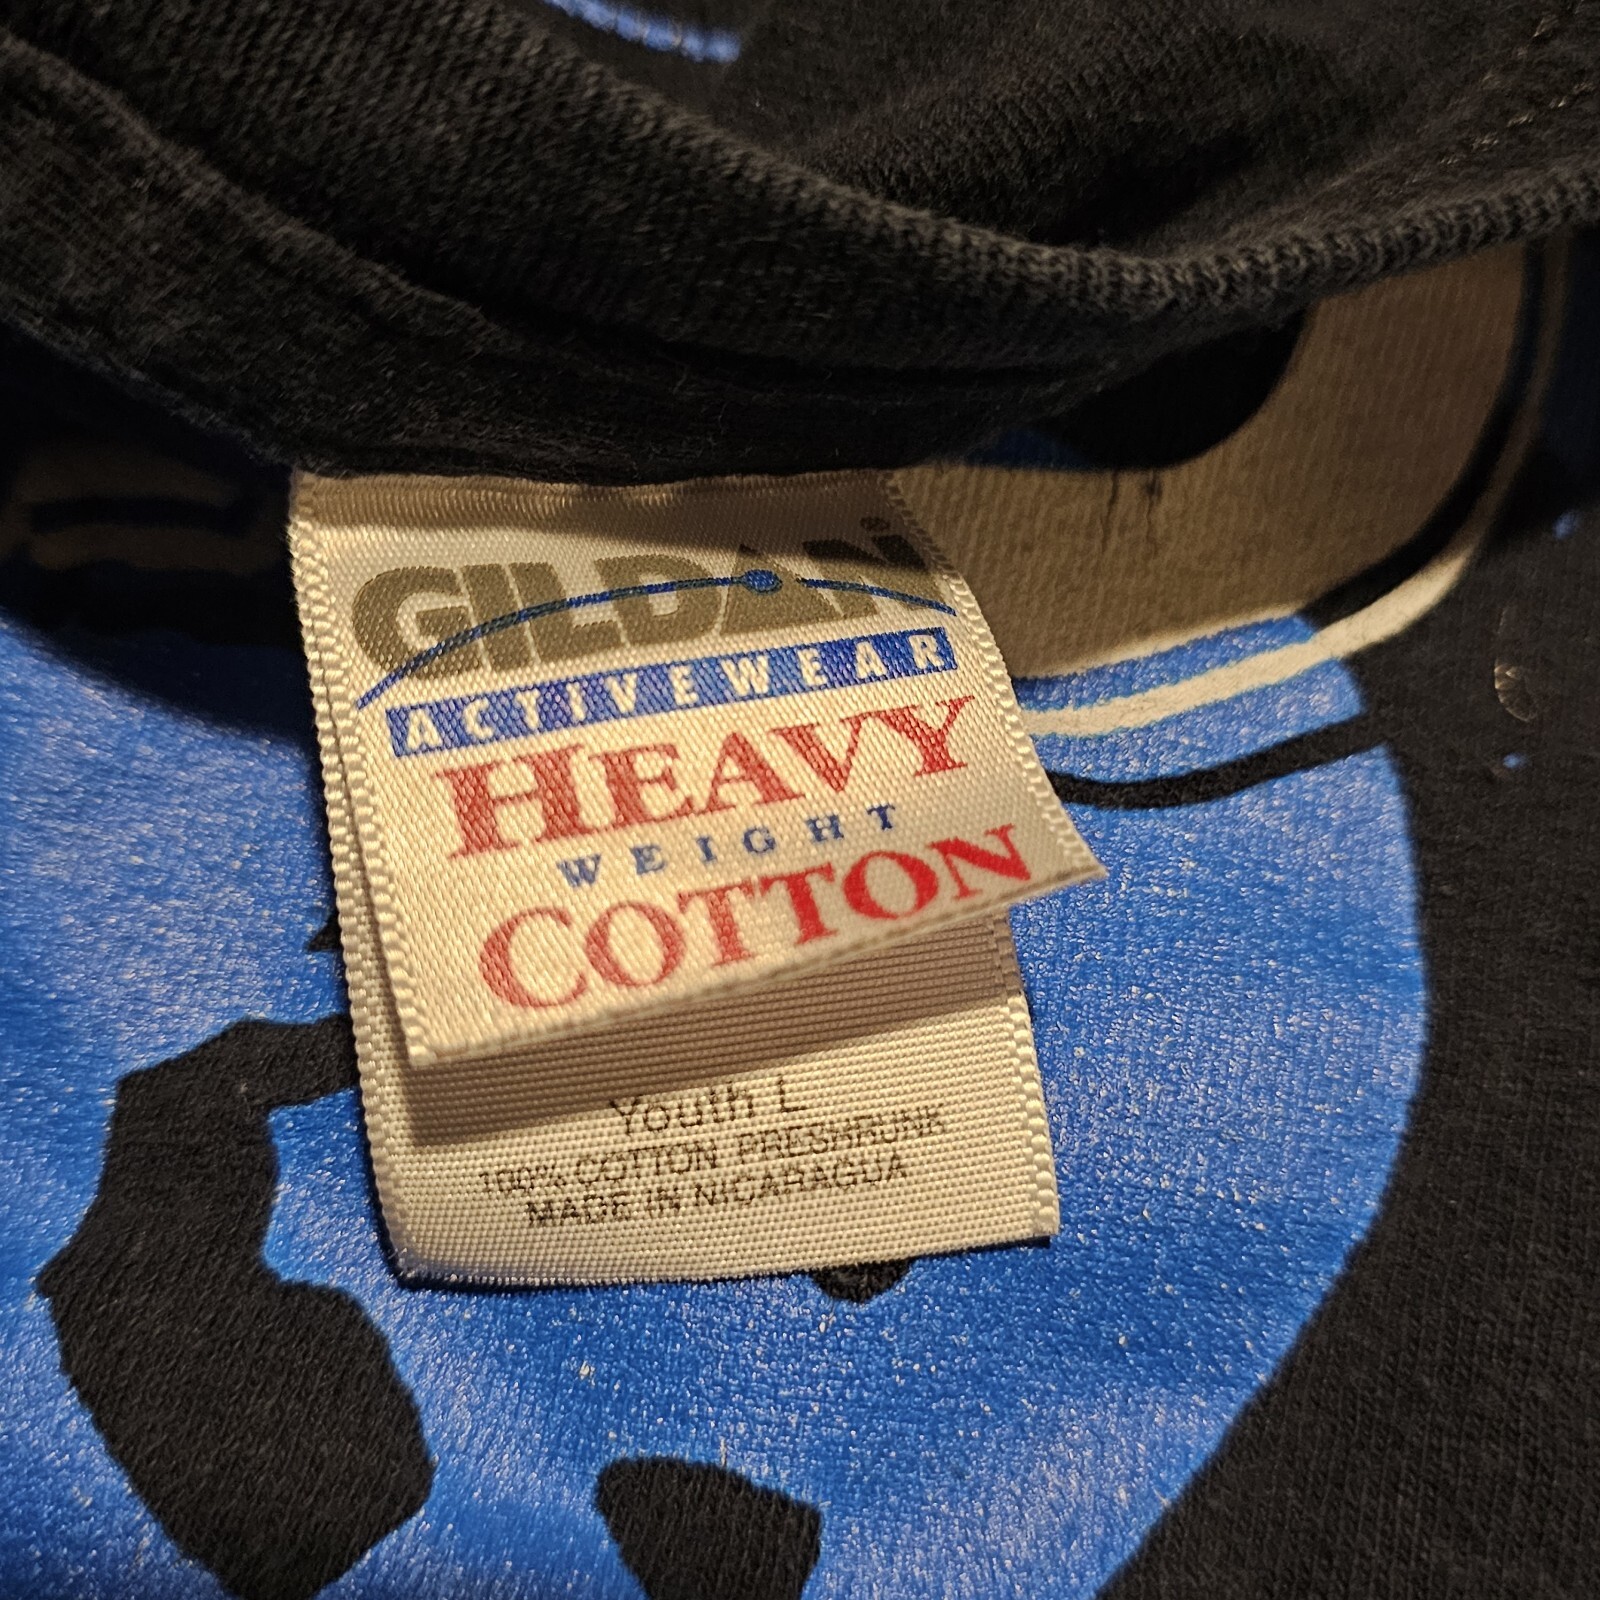 GILDAN®
ACTIVEWEAR
HEAVY
WEIGHT
COTTON
Youth L
100% COTTON PRESHRUNK
MADE IN NICARAGUA